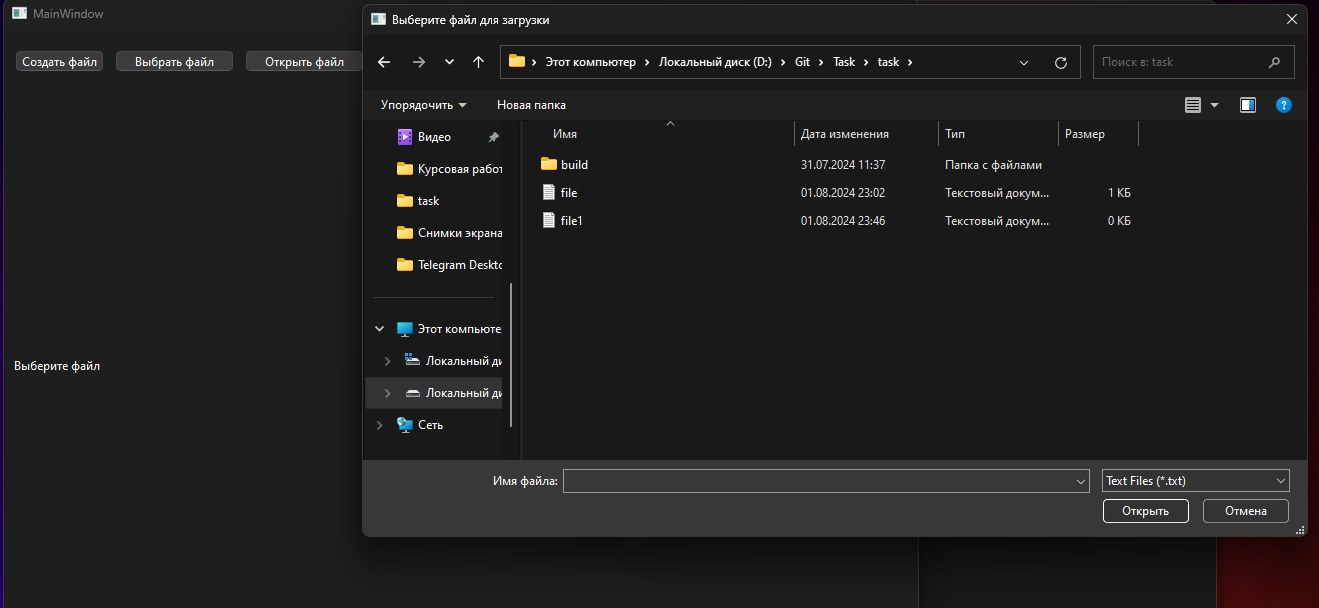 MainWindow
Создать файл
Выбрать файл
Открыть файл
Выберите файл
Выберите файл для загрузки
Этот компьютер > Локальный диск (D:) > Git > Task > task >
Поиск в: task
Упорядочить
Новая папка
?
Видео
Курсовая работ
task
Снимки экрана
Telegram Deskto
Этот компьюте
Локальный ди
Локальный ди
Сеть
Имя Дата изменения Тип Размер
build 31.07.2024 11:37 Папка с файлами
file 01.08.2024 23:02 Текстовый докум... 1 КБ
file1 01.08.2024 23:46 Текстовый докум... 0 КБ
Имя файла:
Text Files (*.txt)
Открыть
Отмена